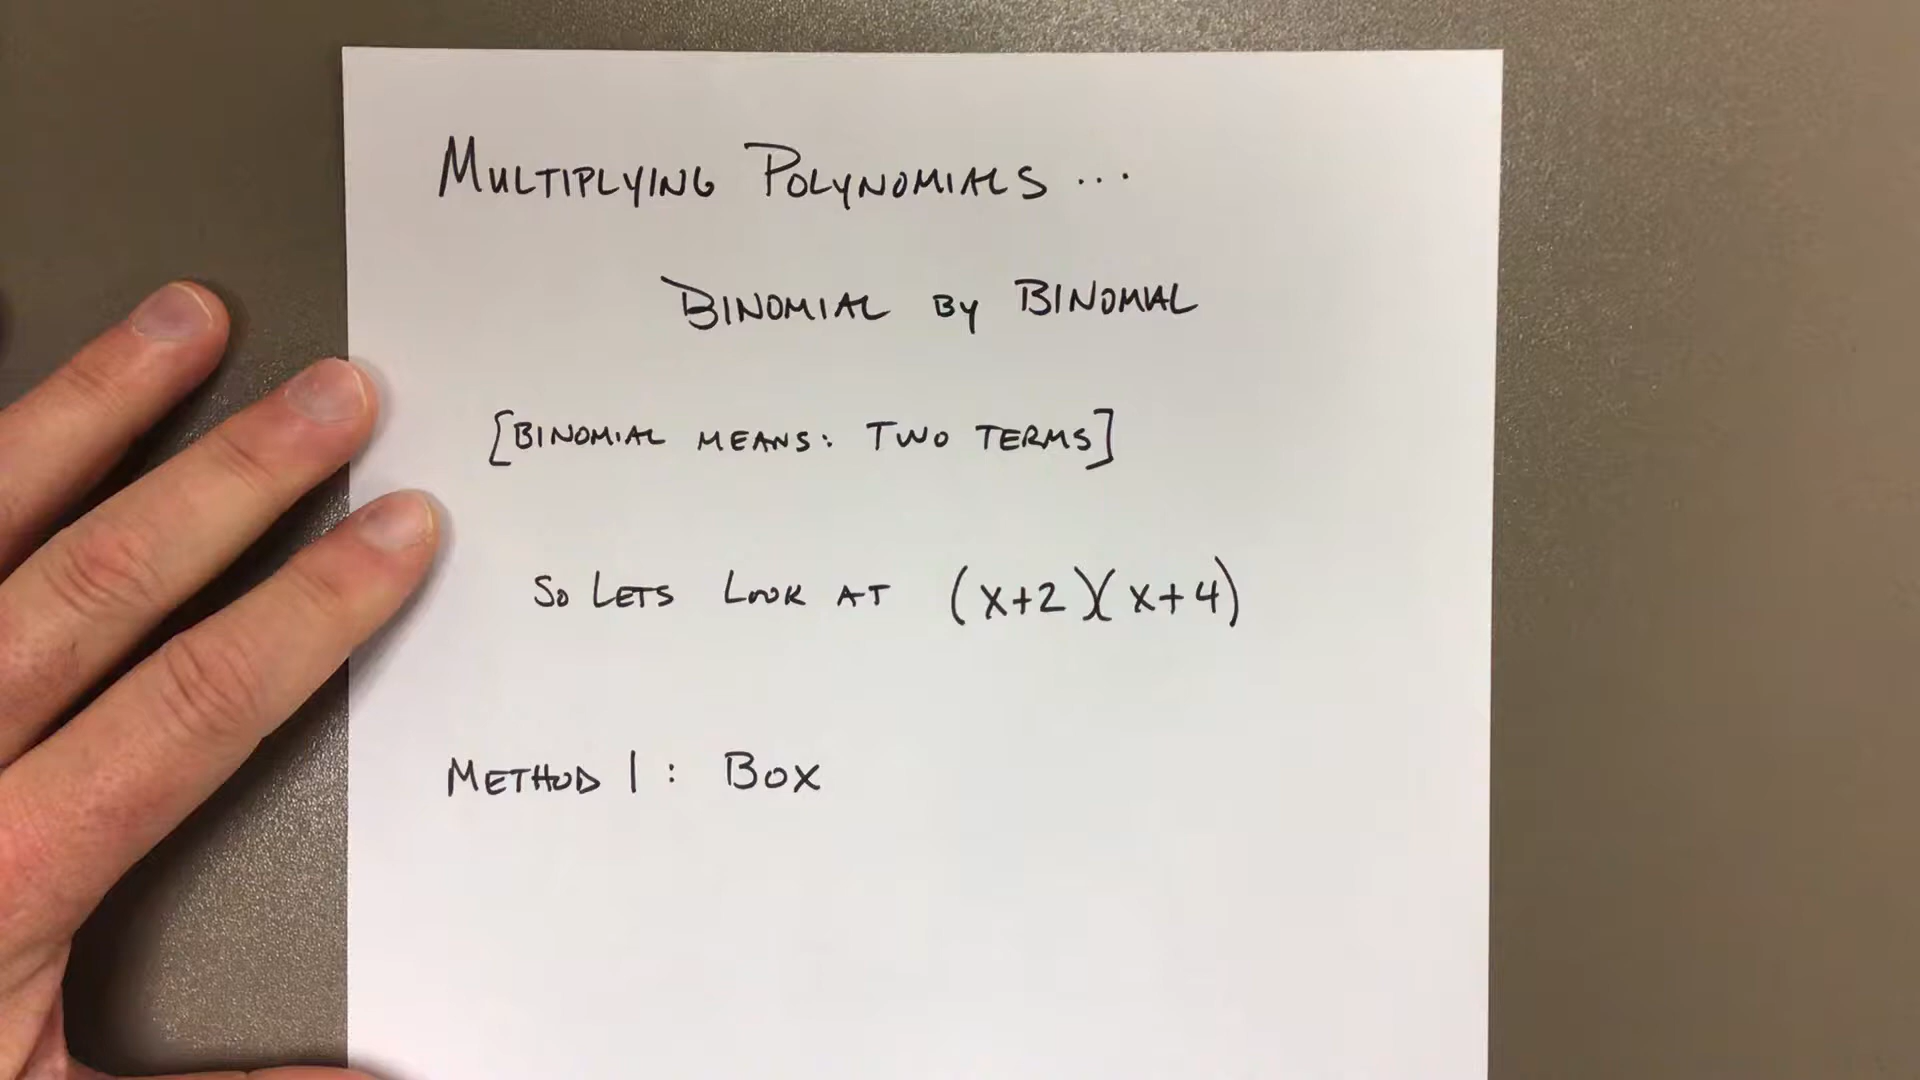 MULTIPLYING POLYNOMIALS ...
BINOMIAL BY BINOMIAL
[BINOMIAL MEANS: TWO TERMS]
SO LETS LOOK AT (x+2)(x+4)
METHOD 1: BOX